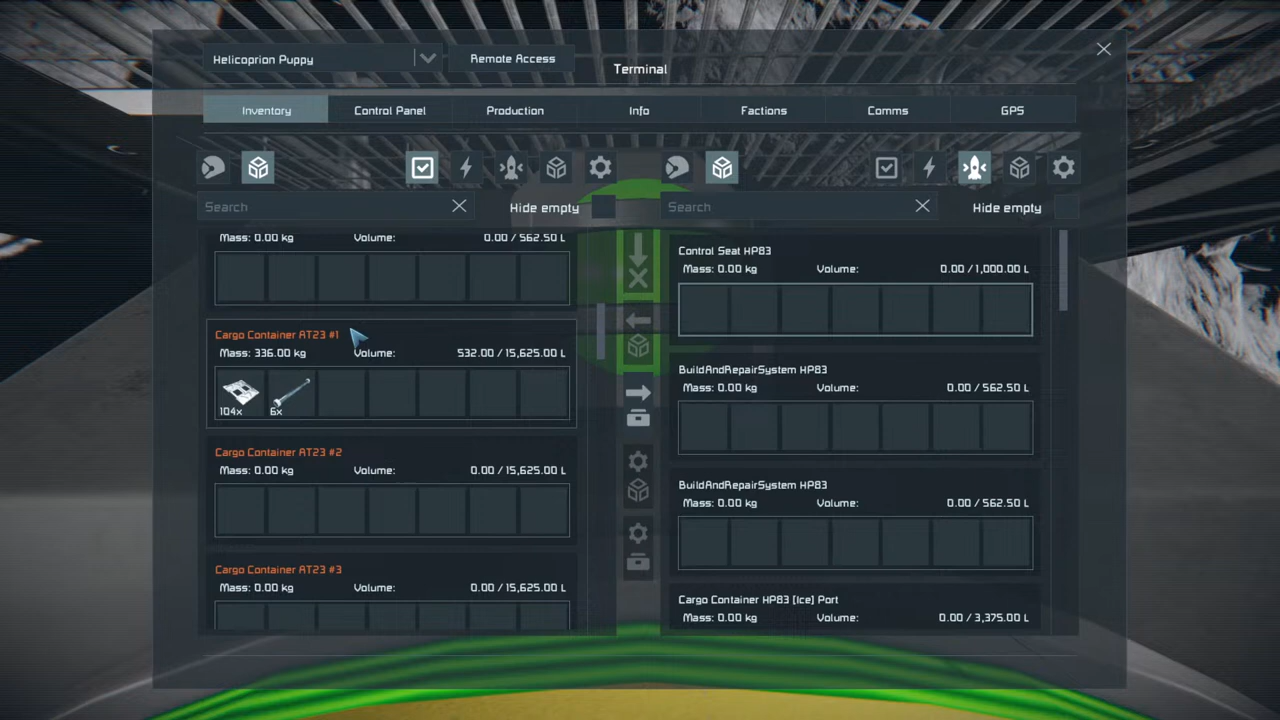 Helicoprion Puppy
Remote Access
Terminal
Inventory
Control Panel
Production
Info
Factions
Comms
GPS
Search
Hide empty
Mass: 0.00 kg Volume: 0.00 / 562.50 L
Cargo Container AT23 #1
Mass: 336.00 kg Volume: 532.00 / 15,625.00 L
104x 6x
Cargo Container AT23 #2
Mass: 0.00 kg Volume: 0.00 / 15,625.00 L
Cargo Container AT23 #3
Mass: 0.00 kg Volume: 0.00 / 15,625.00 L
Search
Hide empty
Control Seat HP83
Mass: 0.00 kg Volume: 0.00 / 1,000.00 L
BuildAndRepairSystem HP83
Mass: 0.00 kg Volume: 0.00 / 562.50 L
BuildAndRepairSystem HP83
Mass: 0.00 kg Volume: 0.00 / 562.50 L
Cargo Container HP83 [Ice] Port
Mass: 0.00 kg Volume: 0.00 / 3,375.00 L